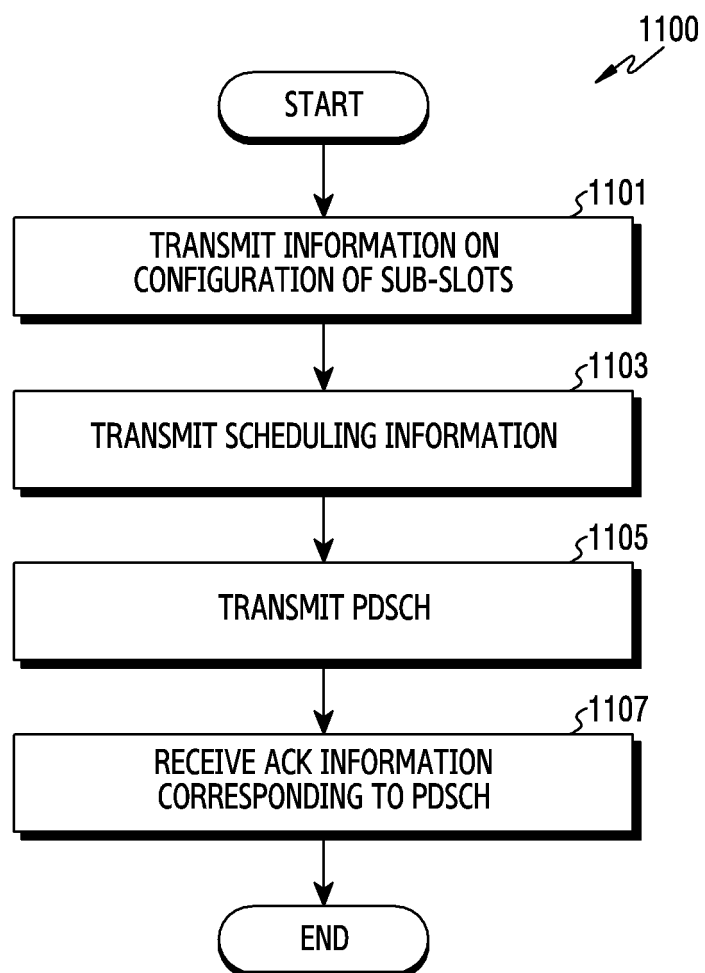 1100
START
1101
TRANSMIT INFORMATION ON
CONFIGURATION OF SUB-SLOTS
1103
TRANSMIT SCHEDULING INFORMATION
1105
TRANSMIT PDSCH
1107
RECEIVE ACK INFORMATION
CORRESPONDING TO PDSCH
END